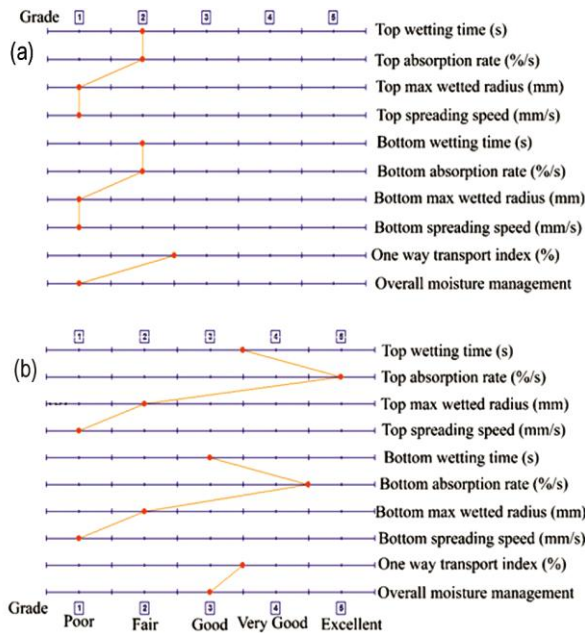 Grade 1 2 3 4 5
Top wetting time (s)
(a)
Top absorption rate (%/s)
Top max wetted radius (mm)
Top spreading speed (mm/s)
Bottom wetting time (s)
Bottom absorption rate (%/s)
Bottom max wetted radius (mm)
Bottom spreading speed (mm/s)
One way transport index (%)
Overall moisture management
1 2 3 4 5
Top wetting time (s)
(b)
Top absorption rate (%/s)
Top max wetted radius (mm)
Top spreading speed (mm/s)
Bottom wetting time (s)
Bottom absorption rate (%/s)
Bottom max wetted radius (mm)
Bottom spreading speed (mm/s)
One way transport index (%)
Overall moisture management
Grade 1 2 3 4 5
Poor Fair Good Very Good Excellent